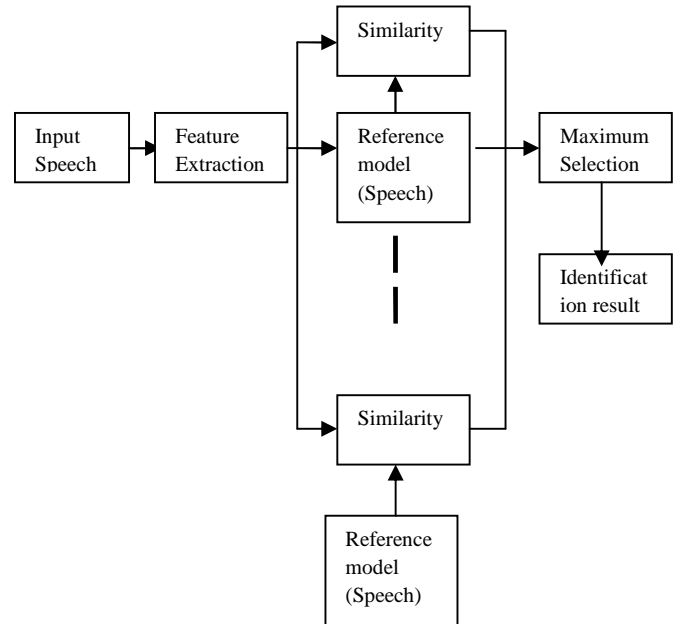 Similarity
Input
Speech
Feature
Extraction
Reference
model
(Speech)
Maximum
Selection
Identificat
ion result
Similarity
Reference
model
(Speech)